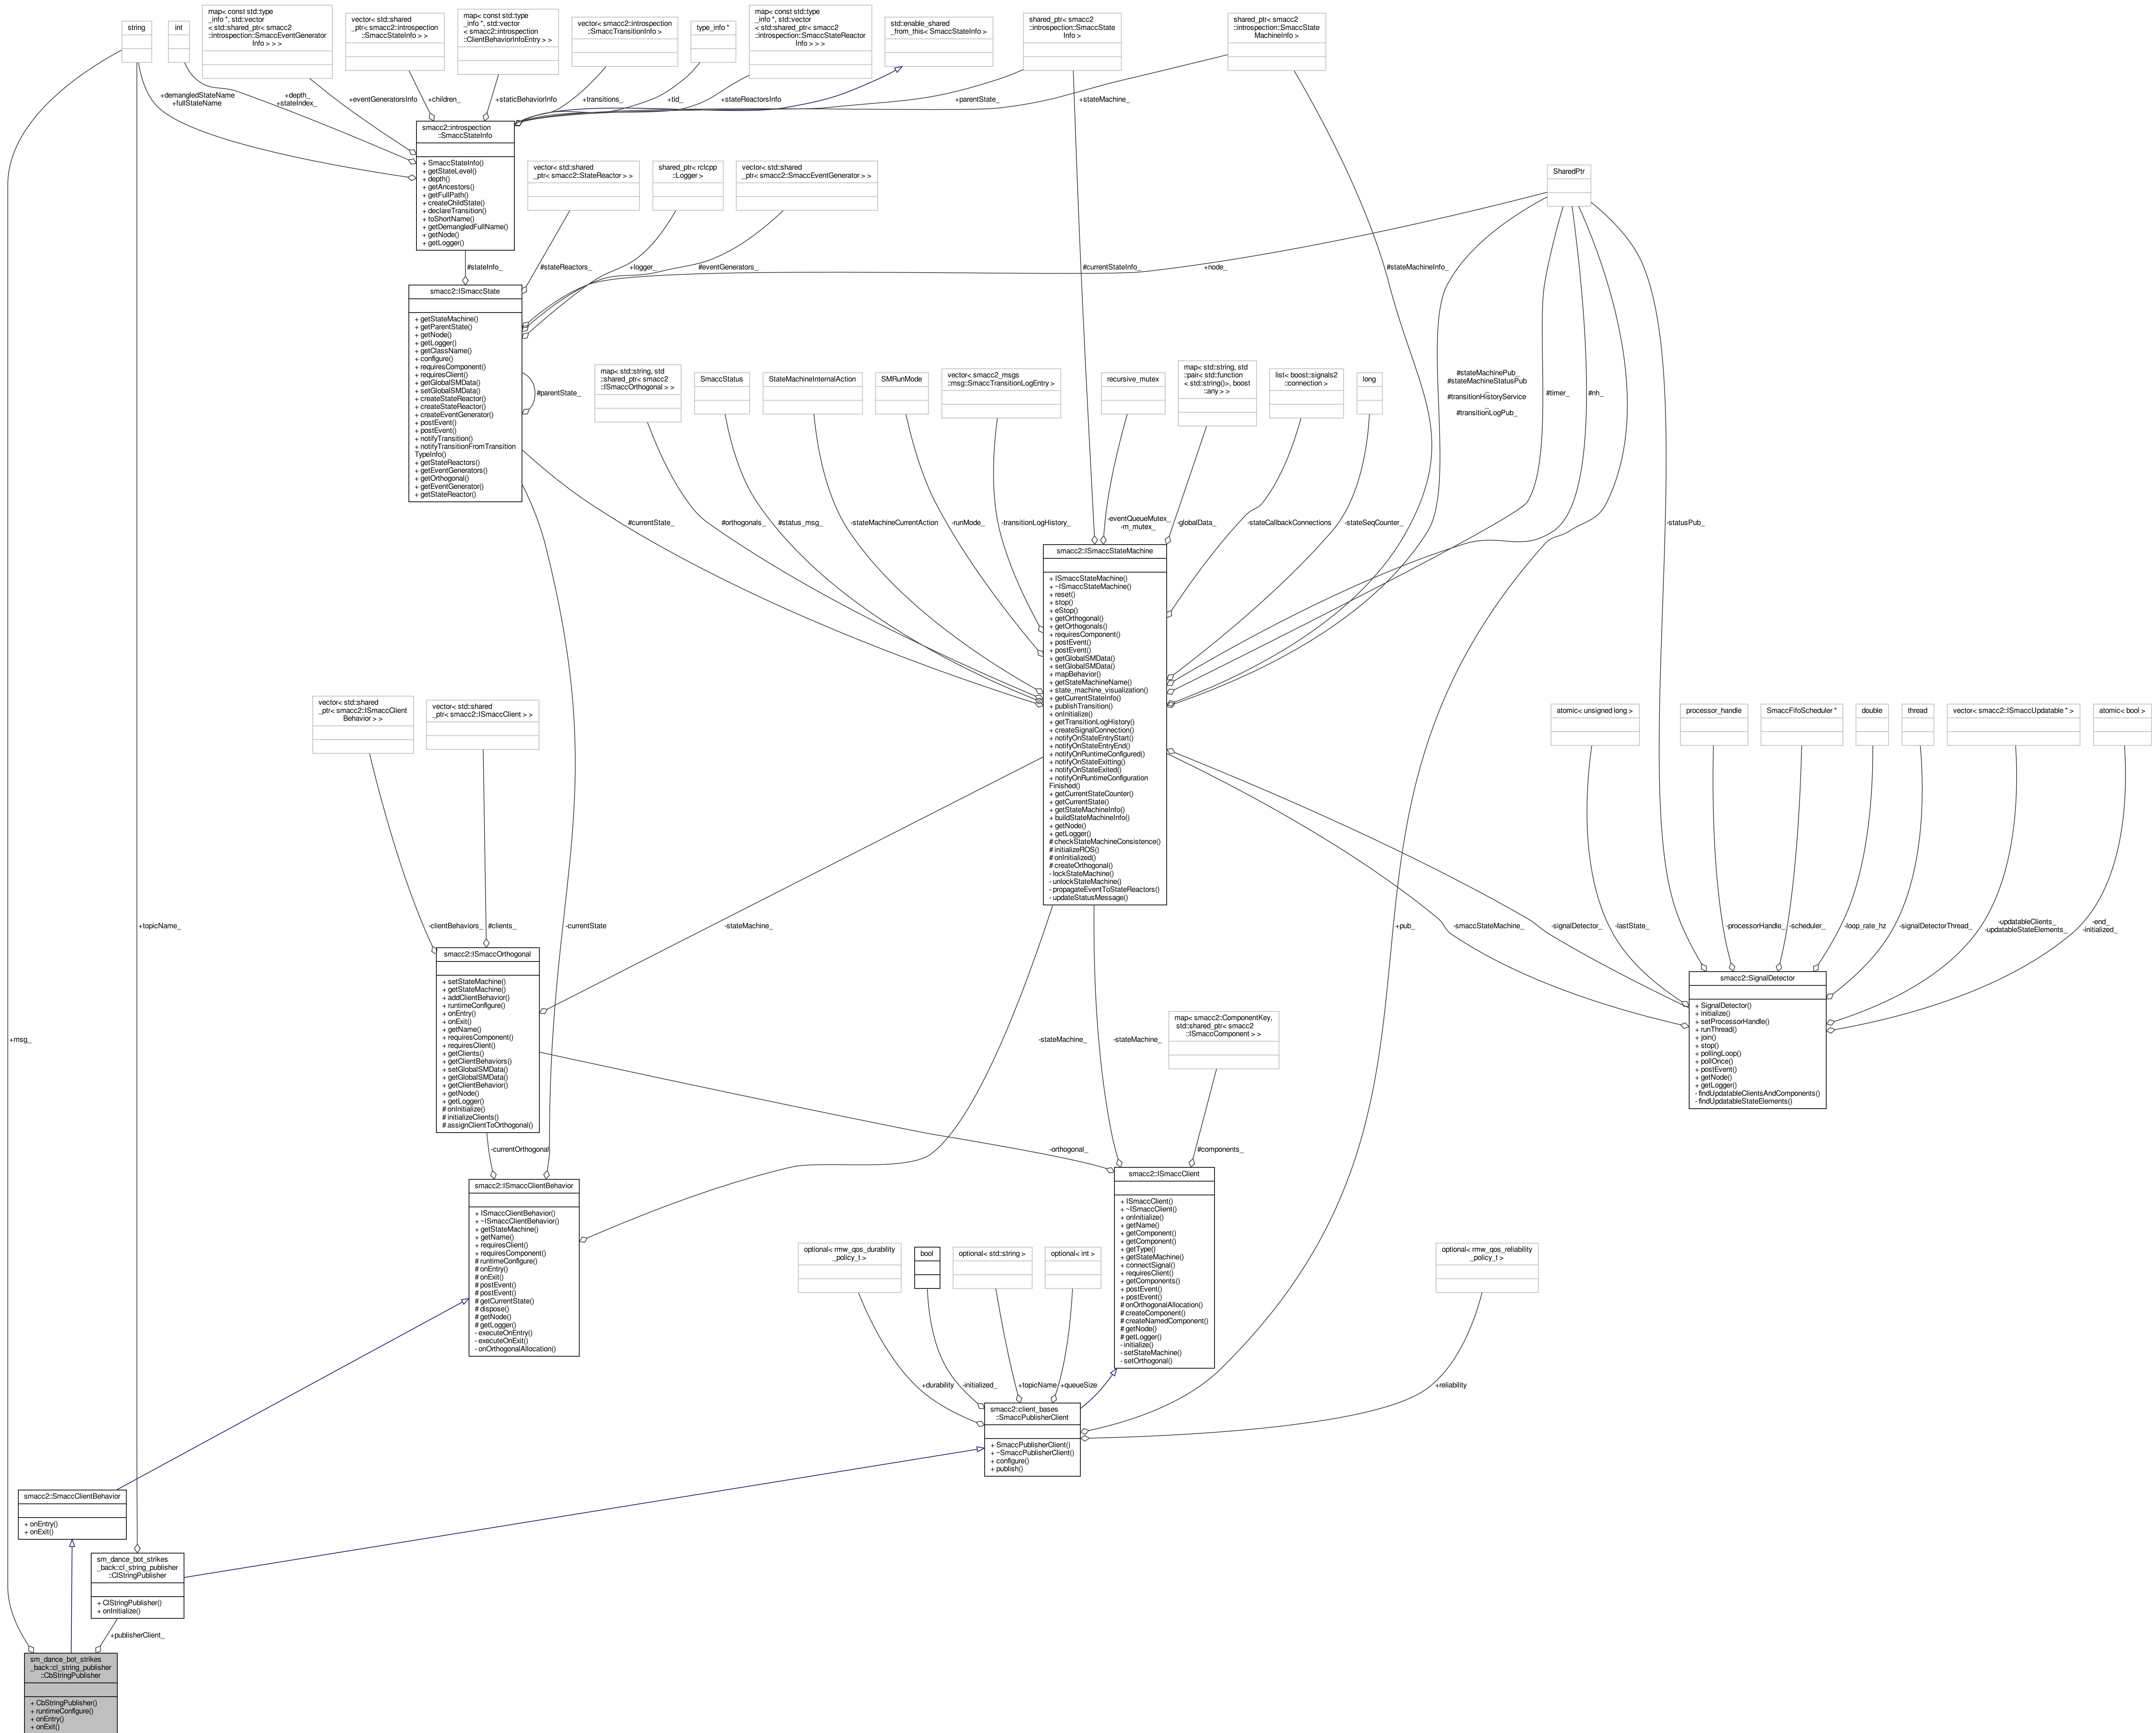 string
int
map< const std::type
_info *, std::vector
< std::shared_ptr< smacc2
::introspection::SmaccEventGenerator
Info > > >
vector< std::shared
_ptr< smacc2::introspection
::SmaccStateInfo > >
map< const std::type
_info *, std::vector
< smacc2::introspection
::ClientBehaviorInfoEntry > >
vector< smacc2::introspection
::SmaccTransitionInfo >
type_info *
map< const std::type
_info *, std::vector
< std::shared_ptr< smacc2
::introspection::SmaccStateReactor
Info > > >
std::enable_shared
_from_this< SmaccStateInfo >
shared_ptr< smacc2
::introspection::SmaccState
Info >
shared_ptr< smacc2
::introspection::SmaccState
MachineInfo >
+demangledStateName
+fullStateName
+depth_
+stateIndex_
+eventGeneratorsInfo
+children_
+staticBehaviorInfo
+transitions_
+tid_
+stateReactorsInfo
+parentState_
+stateMachine_
smacc2::introspection
::SmaccStateInfo
+ SmaccStateInfo()
+ getStateLevel()
+ depth()
+ getAncestors()
+ getFullPath()
+ createChildState()
+ declareTransition()
+ toShortName()
+ getDemangledFullName()
+ getNode()
+ getLogger()
vector< std::shared
_ptr< smacc2::StateReactor > >
shared_ptr< rclcpp
::Logger >
vector< std::shared
_ptr< smacc2::SmaccEventGenerator > >
SharedPtr
#stateInfo_
#stateReactors_
+logger_
#eventGenerators_
#currentStateInfo_
+node_
#stateMachineInfo_
smacc2::ISmaccState
+ getStateMachine()
+ getParentState()
+ getNode()
+ getLogger()
+ getClassName()
+ configure()
+ requiresComponent()
+ requiresClient()
+ getGlobalSMData()
+ setGlobalSMData()
+ createStateReactor()
+ createStateReactor()
+ createEventGenerator()
+ postEvent()
+ postEvent()
+ notifyTransition()
+ notifyTransitionFromTransition
TypeInfo()
+ getStateReactors()
+ getEventGenerators()
+ getOrthogonal()
+ getEventGenerator()
+ getStateReactor()
#parentState_
map< std::string, std
::shared_ptr< smacc2
::ISmaccOrthogonal > >
SmaccStatus
StateMachineInternalAction
SMRunMode
vector< smacc2_msgs
::msg::SmaccTransitionLogEntry >
recursive_mutex
map< std::string, std
::pair< std::function
< std::string()>, boost
::any > >
list< boost::signals2
::connection >
long
#stateMachinePub_
#stateMachineStatusPub
_
#transitionHistoryService
_
#transitionLogPub_
#timer_
#nh_
#currentState_
#orthogonals_
#status_msg_
-stateMachineCurrentAction
-runMode_
-transitionLogHistory_
-eventQueueMutex_
-m_mutex_
-globalData_
-stateCallbackConnections
-stateSeqCounter_
-statusPub_
smacc2::ISmaccStateMachine
+ ISmaccStateMachine()
+ ~ISmaccStateMachine()
+ reset()
+ stop()
+ eStop()
+ getOrthogonal()
+ getOrthogonals()
+ requiresComponent()
+ postEvent()
+ postEvent()
+ getGlobalSMData()
+ setGlobalSMData()
+ mapBehavior()
+ getStateMachineName()
+ state_machine_visualization()
+ getCurrentStateInfo()
+ publishTransition()
+ onInitialize()
+ getTransitionLogHistory()
+ createSignalConnection()
+ notifyOnStateEntryStart()
+ notifyOnStateEntryEnd()
+ notifyOnRuntimeConfigured()
+ notifyOnStateExitting()
+ notifyOnStateExited()
+ notifyOnRuntimeConfiguration
Finished()
+ getCurrentStateCounter()
+ getCurrentState()
+ getStateMachineInfo()
+ buildStateMachineInfo()
+ getNode()
+ getLogger()
# checkStateMachineConsistence()
# initializeROS()
# onInitialized()
# createOrthogonal()
- lockStateMachine()
- unlockStateMachine()
- propagateEventToStateReactors()
- updateStatusMessage()
vector< std::shared
_ptr< smacc2::ISmaccClient
Behavior > >
vector< std::shared
_ptr< smacc2::ISmaccClient > >
atomic< unsigned long >
processor_handle
SmaccFifoScheduler *
double
thread
vector< smacc2::ISmaccUpdatable * >
atomic< bool >
+topicName_
-clientBehaviors_
#clients_
-currentState
-stateMachine_
+pub_
-smaccStateMachine_
-signalDetector_
-lastState_
-processorHandle_
-scheduler_
-loop_rate_hz
-signalDetectorThread_
-updatableClients_
-updatableStateElements_
-end_
-initialized_
smacc2::ISmaccOrthogonal
+ setStateMachine()
+ getStateMachine()
+ addClientBehavior()
+ runtimeConfigure()
+ onEntry()
+ onExit()
+ getName()
+ requiresComponent()
+ requiresClient()
+ getClients()
+ getClientBehaviors()
+ setGlobalSMData()
+ getGlobalSMData()
+ getClientBehavior()
+ getNode()
+ getLogger()
# onInitialize()
# initializeClients()
# assignClientToOrthogonal()
smacc2::SignalDetector
+ SignalDetector()
+ initialize()
+ setProcessorHandle()
+ runThread()
+ join()
+ stop()
+ pollingLoop()
+ pollOnce()
+ postEvent()
+ getNode()
+ getLogger()
- findUpdatableClientsAndComponents()
- findUpdatableStateElements()
+msg_
-stateMachine_
-stateMachine_
map< smacc2::ComponentKey,
std::shared_ptr< smacc2
::ISmaccComponent > >
-currentOrthogonal
-orthogonal_
#components_
smacc2::ISmaccClientBehavior
+ ISmaccClientBehavior()
+ ~ISmaccClientBehavior()
+ getStateMachine()
+ getName()
+ requiresClient()
+ requiresComponent()
# runtimeConfigure()
# onEntry()
# onExit()
# postEvent()
# postEvent()
# getCurrentState()
# dispose()
# getNode()
# getLogger()
- executeOnEntry()
- executeOnExit()
- onOrthogonalAllocation()
smacc2::ISmaccClient
+ ISmaccClient()
+ ~ISmaccClient()
+ onInitialize()
+ getName()
+ getComponent()
+ getComponent()
+ getType()
+ getStateMachine()
+ connectSignal()
+ requiresClient()
+ getComponents()
+ postEvent()
+ postEvent()
# onOrthogonalAllocation()
# createComponent()
# createNamedComponent()
# getNode()
# getLogger()
- initialize()
- setStateMachine()
- setOrthogonal()
optional< rmw_qos_durability
_policy_t >
bool
optional< std::string >
optional< int >
optional< rmw_qos_reliability
_policy_t >
+durability
-initialized_
+topicName
+queueSize
+reliability
smacc2::client_bases
::SmaccPublisherClient
+ SmaccPublisherClient()
+ ~SmaccPublisherClient()
+ configure()
+ publish()
smacc2::SmaccClientBehavior
+ onEntry()
+ onExit()
sm_dance_bot_strikes
_back::cl_string_publisher
::ClStringPublisher
+ ClStringPublisher()
+ onInitialize()
+publisherClient_
sm_dance_bot_strikes
_back::cl_string_publisher
::CbStringPublisher
+ CbStringPublisher()
+ runtimeConfigure()
+ onEntry()
+ onExit()